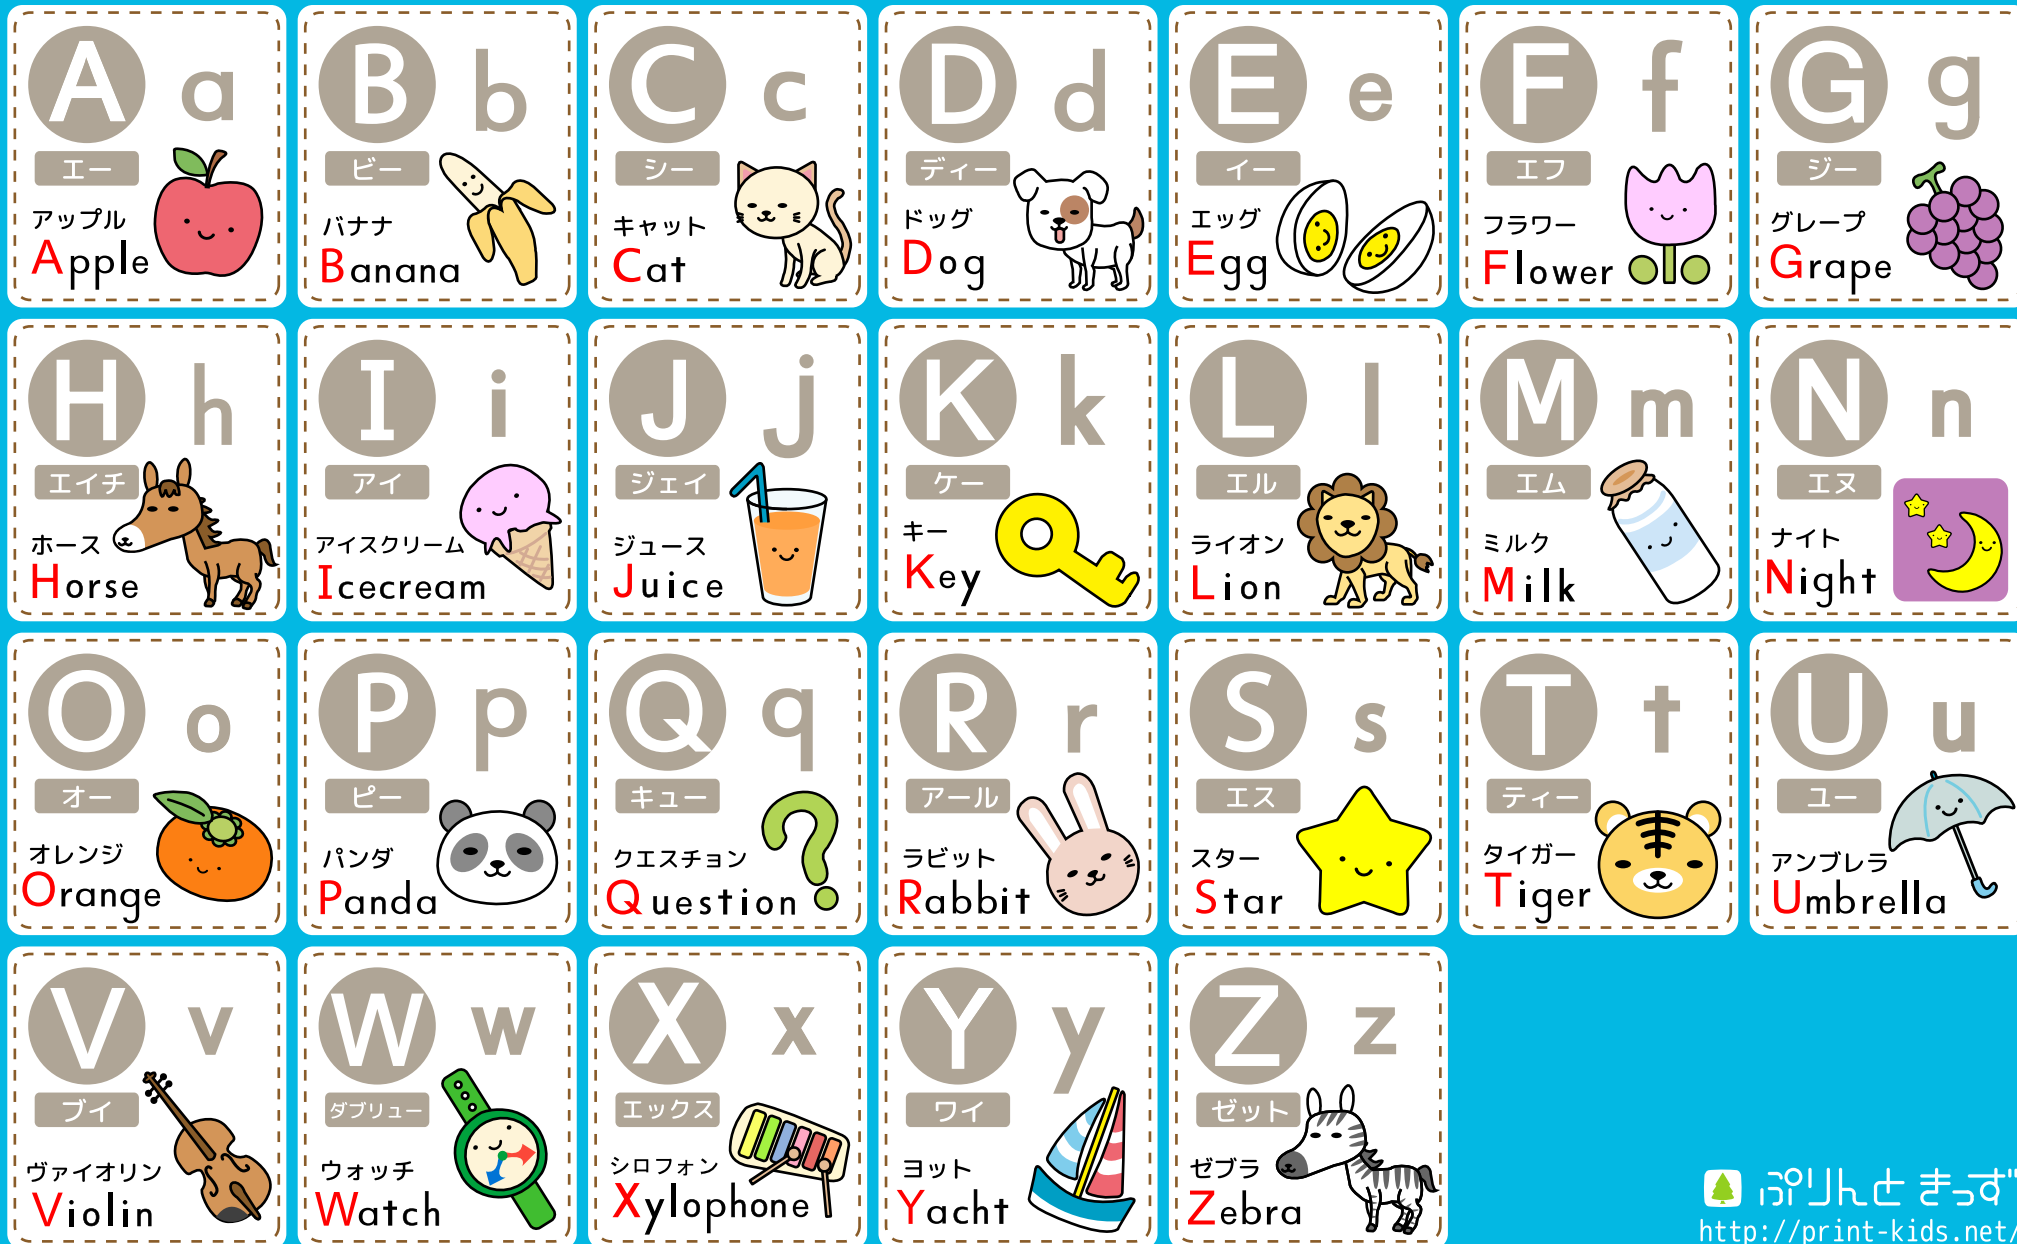 A a
エー
アップル
Apple
B b
ビー
バナナ
Banana
C c
シー
キャット
Cat
D d
ディー
ドッグ
Dog
E e
イー
エッグ
Egg
F f
エフ
フラワー
Flower
G g
ジー
グレープ
Grape
H h
エイチ
ホース
Horse
I i
アイ
アイスクリーム
Icecream
J j
ジェイ
ジュース
Juice
K k
ケー
キー
Key
L l
エル
ライオン
Lion
M m
エム
ミルク
Milk
N n
エヌ
ナイト
Night
O o
オー
オレンジ
Orange
P p
ピー
パンダ
Panda
Q q
キュー
クエスチョン
Question
R r
アール
ラビット
Rabbit
S s
エス
スター
Star
T t
ティー
タイガー
Tiger
U u
ユー
アンブレラ
Umbrella
V v
ブイ
ヴァイオリン
Violin
W w
ダブリュー
ウォッチ
Watch
X x
エックス
シロフォン
Xylophone
Y y
ワイ
ヨット
Yacht
Z z
ゼット
ゼブラ
Zebra
ぷりんときっず
http://print-kids.net/